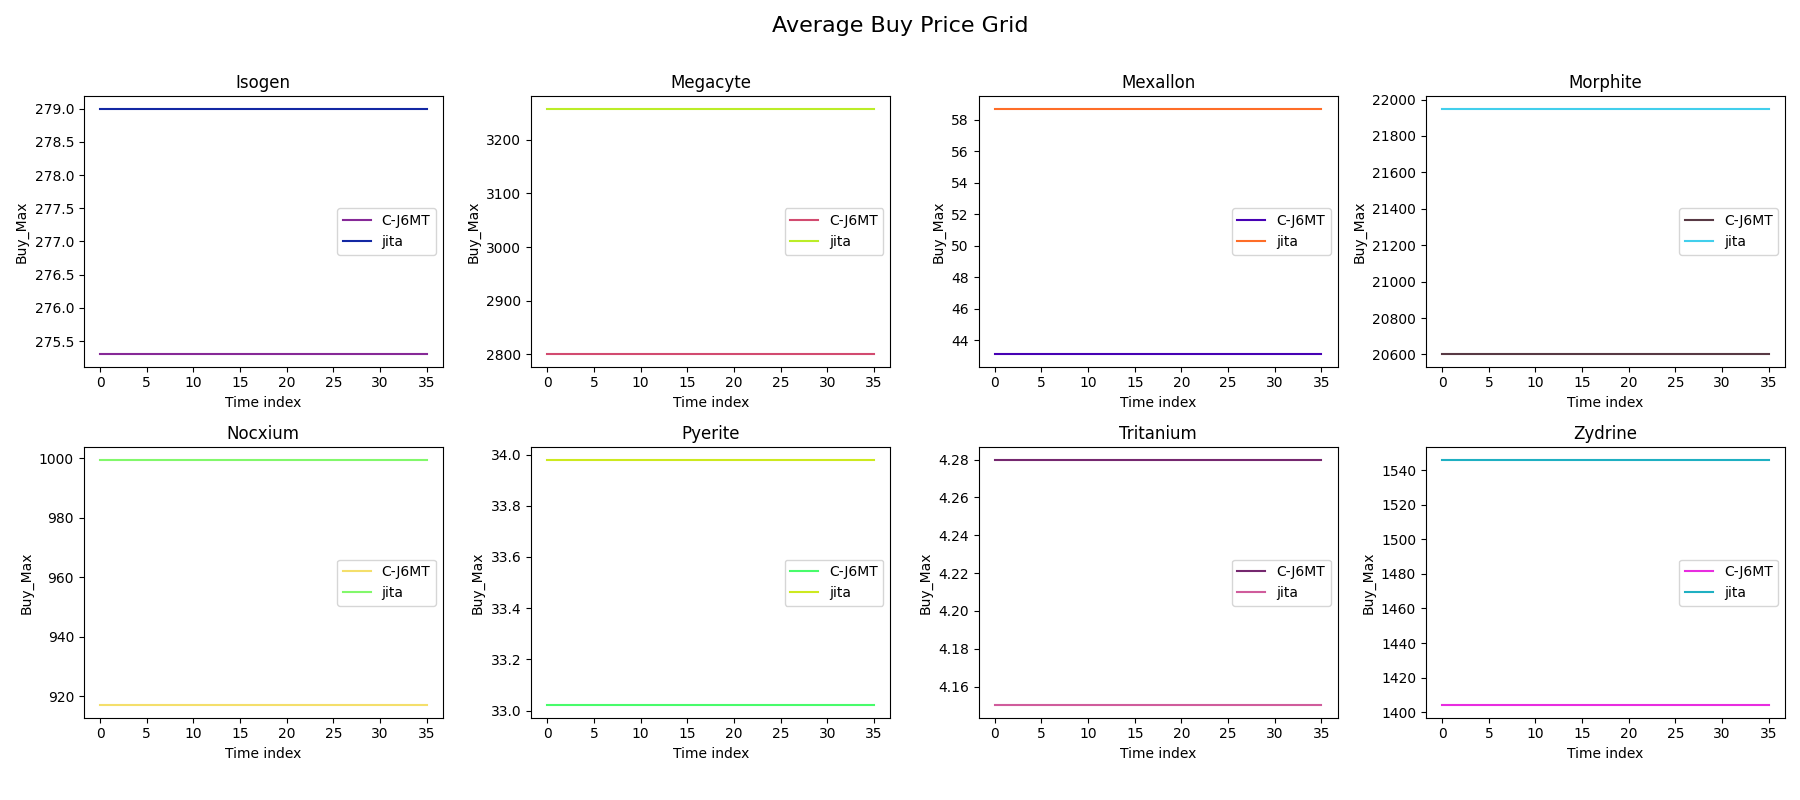 Average Buy Price Grid
Isogen
279.0
278.5
278.0
277.5
277.0
276.5
276.0
275.5
Buy_Max
C-J6MT
jita
0 5 10 15 20 25 30 35
Time index
Megacyte
3200
3100
3000
2900
2800
Buy_Max
C-J6MT
jita
0 5 10 15 20 25 30 35
Time index
Mexallon
58
56
54
52
50
48
46
44
Buy_Max
C-J6MT
jita
0 5 10 15 20 25 30 35
Time index
Morphite
22000
21800
21600
21400
21200
21000
20800
20600
Buy_Max
C-J6MT
jita
0 5 10 15 20 25 30 35
Time index
Nocxium
1000
980
960
940
920
Buy_Max
C-J6MT
jita
0 5 10 15 20 25 30 35
Time index
Pyerite
34.0
33.8
33.6
33.4
33.2
33.0
Buy_Max
C-J6MT
jita
0 5 10 15 20 25 30 35
Time index
Tritanium
4.28
4.26
4.24
4.22
4.20
4.18
4.16
Buy_Max
C-J6MT
jita
0 5 10 15 20 25 30 35
Time index
Zydrine
1540
1520
1500
1480
1460
1440
1420
1400
Buy_Max
C-J6MT
jita
0 5 10 15 20 25 30 35
Time index